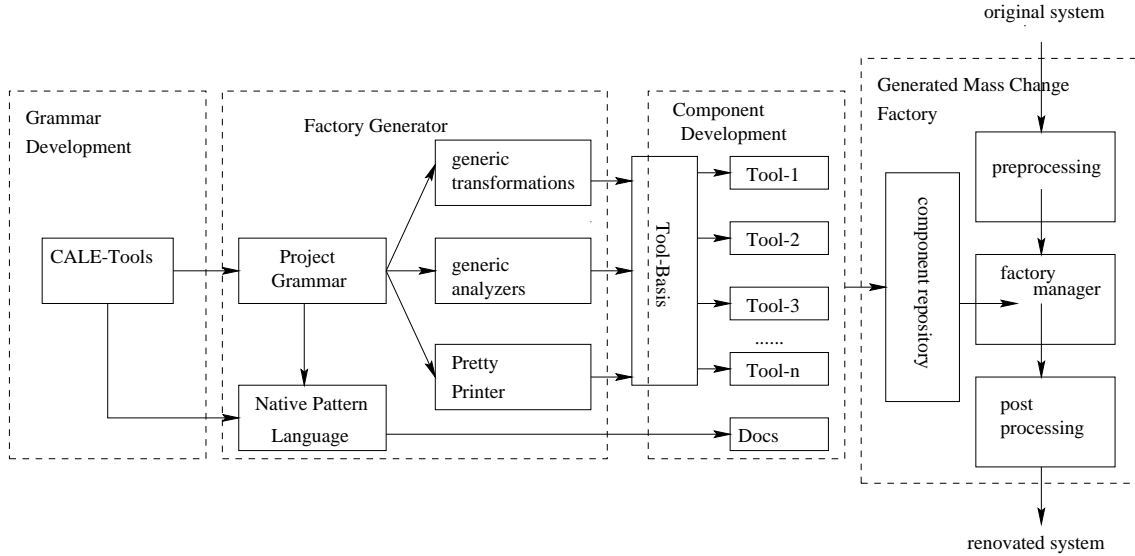 original system
Generated Mass Change
Factory
Grammar
Development
Factory Generator
Component
Development
generic
transformations
preprocessing
Tool-1
CALE-Tools
Project
Grammar
generic
analyzers
Tool-Basis
Tool-2
component repository
factory
manager
Tool-3
......
Tool-n
Pretty
Printer
Native Pattern
Language
Docs
post
processing
renovated system